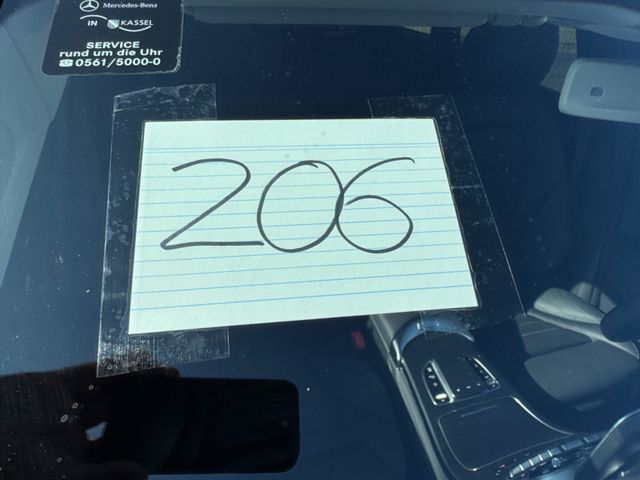 Mercedes-Benz
IN KASSEL
SERVICE
rund um die Uhr
☎ 0561/5000-0
206